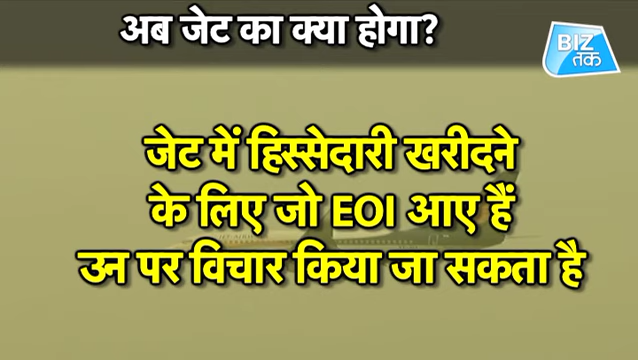 अब जेट का क्या होगा?
BIZ
तक
जेट में हिस्सेदारी खरीदने
के लिए जो EOI आए हैं
उन पर विचार किया जा सकता है